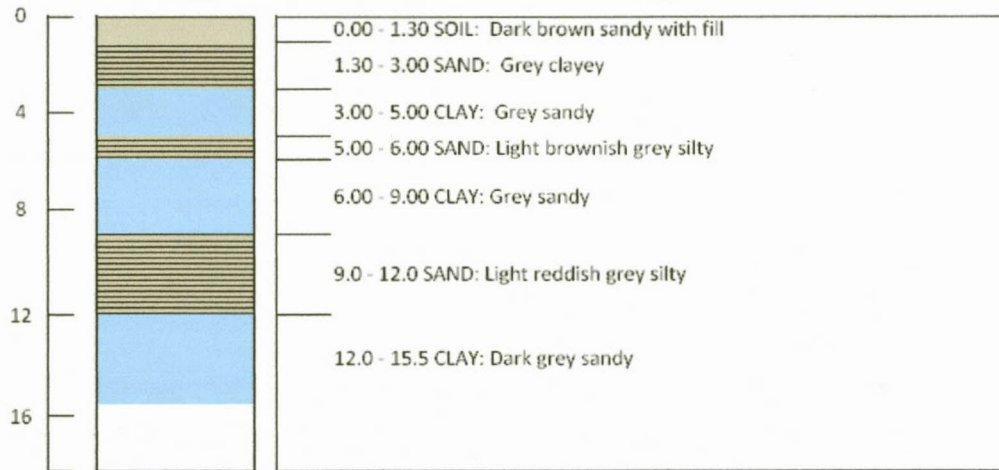 0
0.00 - 1.30 SOIL: Dark brown sandy with fill
1.30 - 3.00 SAND: Grey clayey
4
3.00 - 5.00 CLAY: Grey sandy
5.00 - 6.00 SAND: Light brownish grey silty
6.00 - 9.00 CLAY: Grey sandy
8
9.0 - 12.0 SAND: Light reddish grey silty
12
12.0 - 15.5 CLAY: Dark grey sandy
16